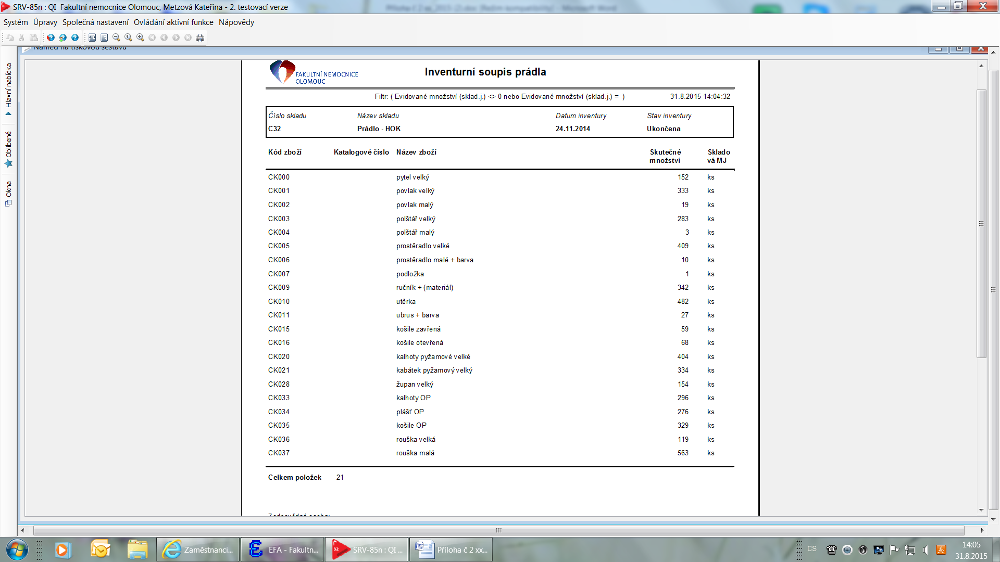 SRV-85n : QI  Fakultní nemocnice Olomouc, Metzová Kateřina - 2. testovací verze
Systém Úpravy Společná nastavení Ovládání aktivní funkce Nápovědy
Náhled na tiskovou sestavu
Hlavní nabídka
Oblíbené
Okna
FAKULTNÍ NEMOCNICE
OLOMOUC
Inventurní soupis prádla
Filtr: ( Evidované množství (sklad.j.) <> 0 nebo Evidované množství (sklad.j.) =  ) 31.8.2015 14:04:32
Číslo skladu Název skladu Datum inventury Stav inventury
C32 Prádlo - HOK 24.11.2014 Ukončena
Kód zboží Katalogové číslo Název zboží Skutečné Sklado
množství vá MJ
CK000 pytel velký 152 ks
CK001 povlak velký 333 ks
CK002 povlak malý 19 ks
CK003 polštář velký 283 ks
CK004 polštář malý 3 ks
CK005 prostěradlo velké 409 ks
CK006 prostěradlo malé + barva 10 ks
CK007 podložka 1 ks
CK009 ručník + (materiál) 342 ks
CK010 utěrka 482 ks
CK011 ubrus + barva 27 ks
CK015 košile zavřená 59 ks
CK016 košile otevřená 68 ks
CK020 kalhoty pyžamové velké 404 ks
CK021 kabátek pyžamový velký 334 ks
CK028 župan velký 154 ks
CK033 kalhoty OP 296 ks
CK034 plášť OP 276 ks
CK035 košile OP 329 ks
CK036 rouška velká 119 ks
CK037 rouška malá 563 ks
Celkem položek 21
Zaměstnanci... EFA - Fakultn... SRV-85n : QI ... Příloha č 2 xx... CS 14:05
31.8.2015